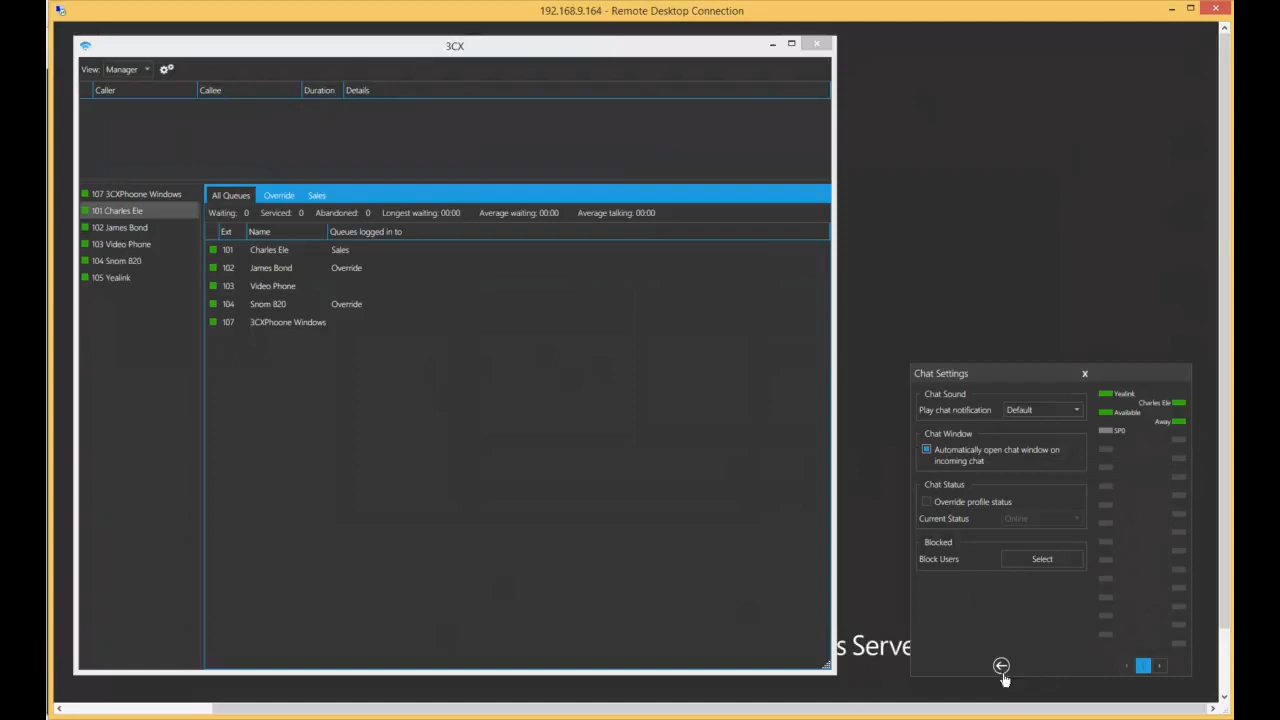 192.168.9.164 - Remote Desktop Connection
3CX
View: Manager
Caller Callee Duration Details
107 3CXPhoone Windows
101 Charles Ele
102 James Bond
103 Video Phone
104 Snom 820
105 Yealink
All Queues Override Sales
Waiting: 0 Serviced: 0 Abandoned: 0 Longest waiting: 00:00 Average waiting: 00:00 Average talking: 00:00
Ext Name Queues logged in to
101 Charles Ele Sales
102 James Bond Override
103 Video Phone
104 Snom 820 Override
107 3CXPhoone Windows
Chat Settings X
Chat Sound
Play chat notification Default
Chat Window
Automatically open chat window on
incoming chat
Chat Status
Override profile status
Current Status Online
Blocked
Block Users Select
Yealink
Charles Ele
Available
Away
SP0
s Serve